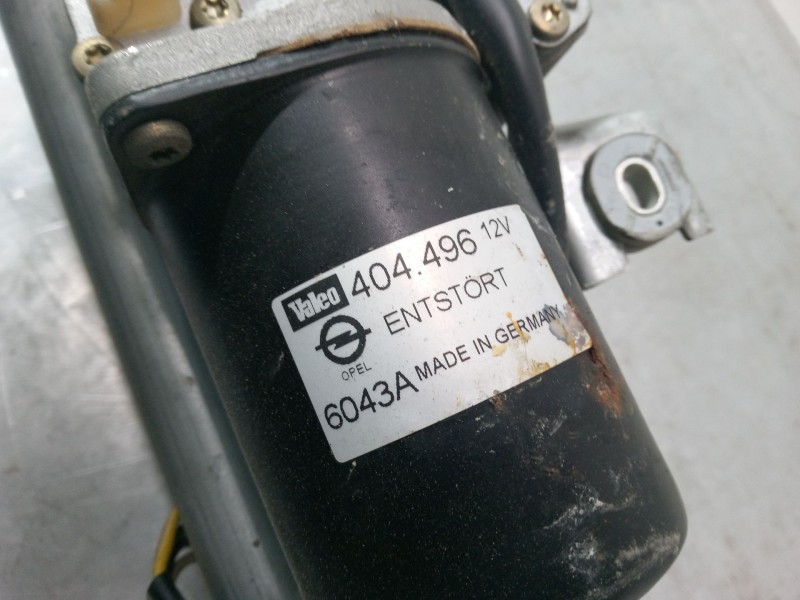 Valeo 404.496 12V
ENTSTÖRT
OPEL
6043A MADE IN GERMANY